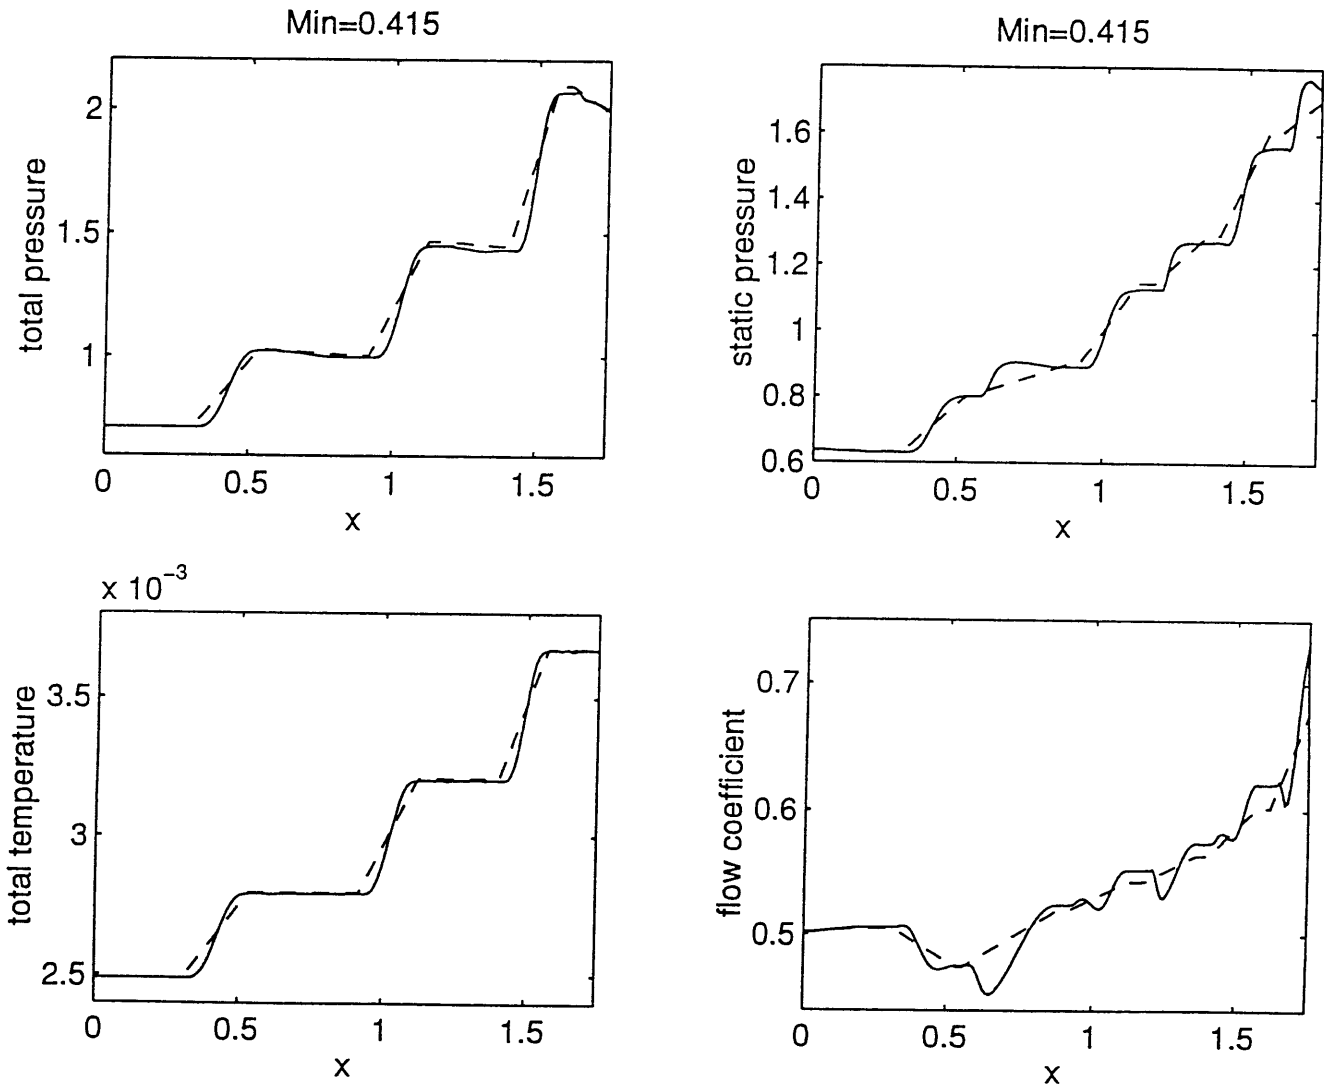 Min=0.415
total pressure
2
1.5
1
0
0.5
1
1.5
x
Min=0.415
static pressure
1.6
1.4
1.2
1
0.8
0.6
0
0.5
1
1.5
x
x 10⁻³
total temperature
3.5
3
2.5
0
0.5
1
1.5
x
flow coefficient
0.7
0.6
0.5
0
0.5
1
1.5
x